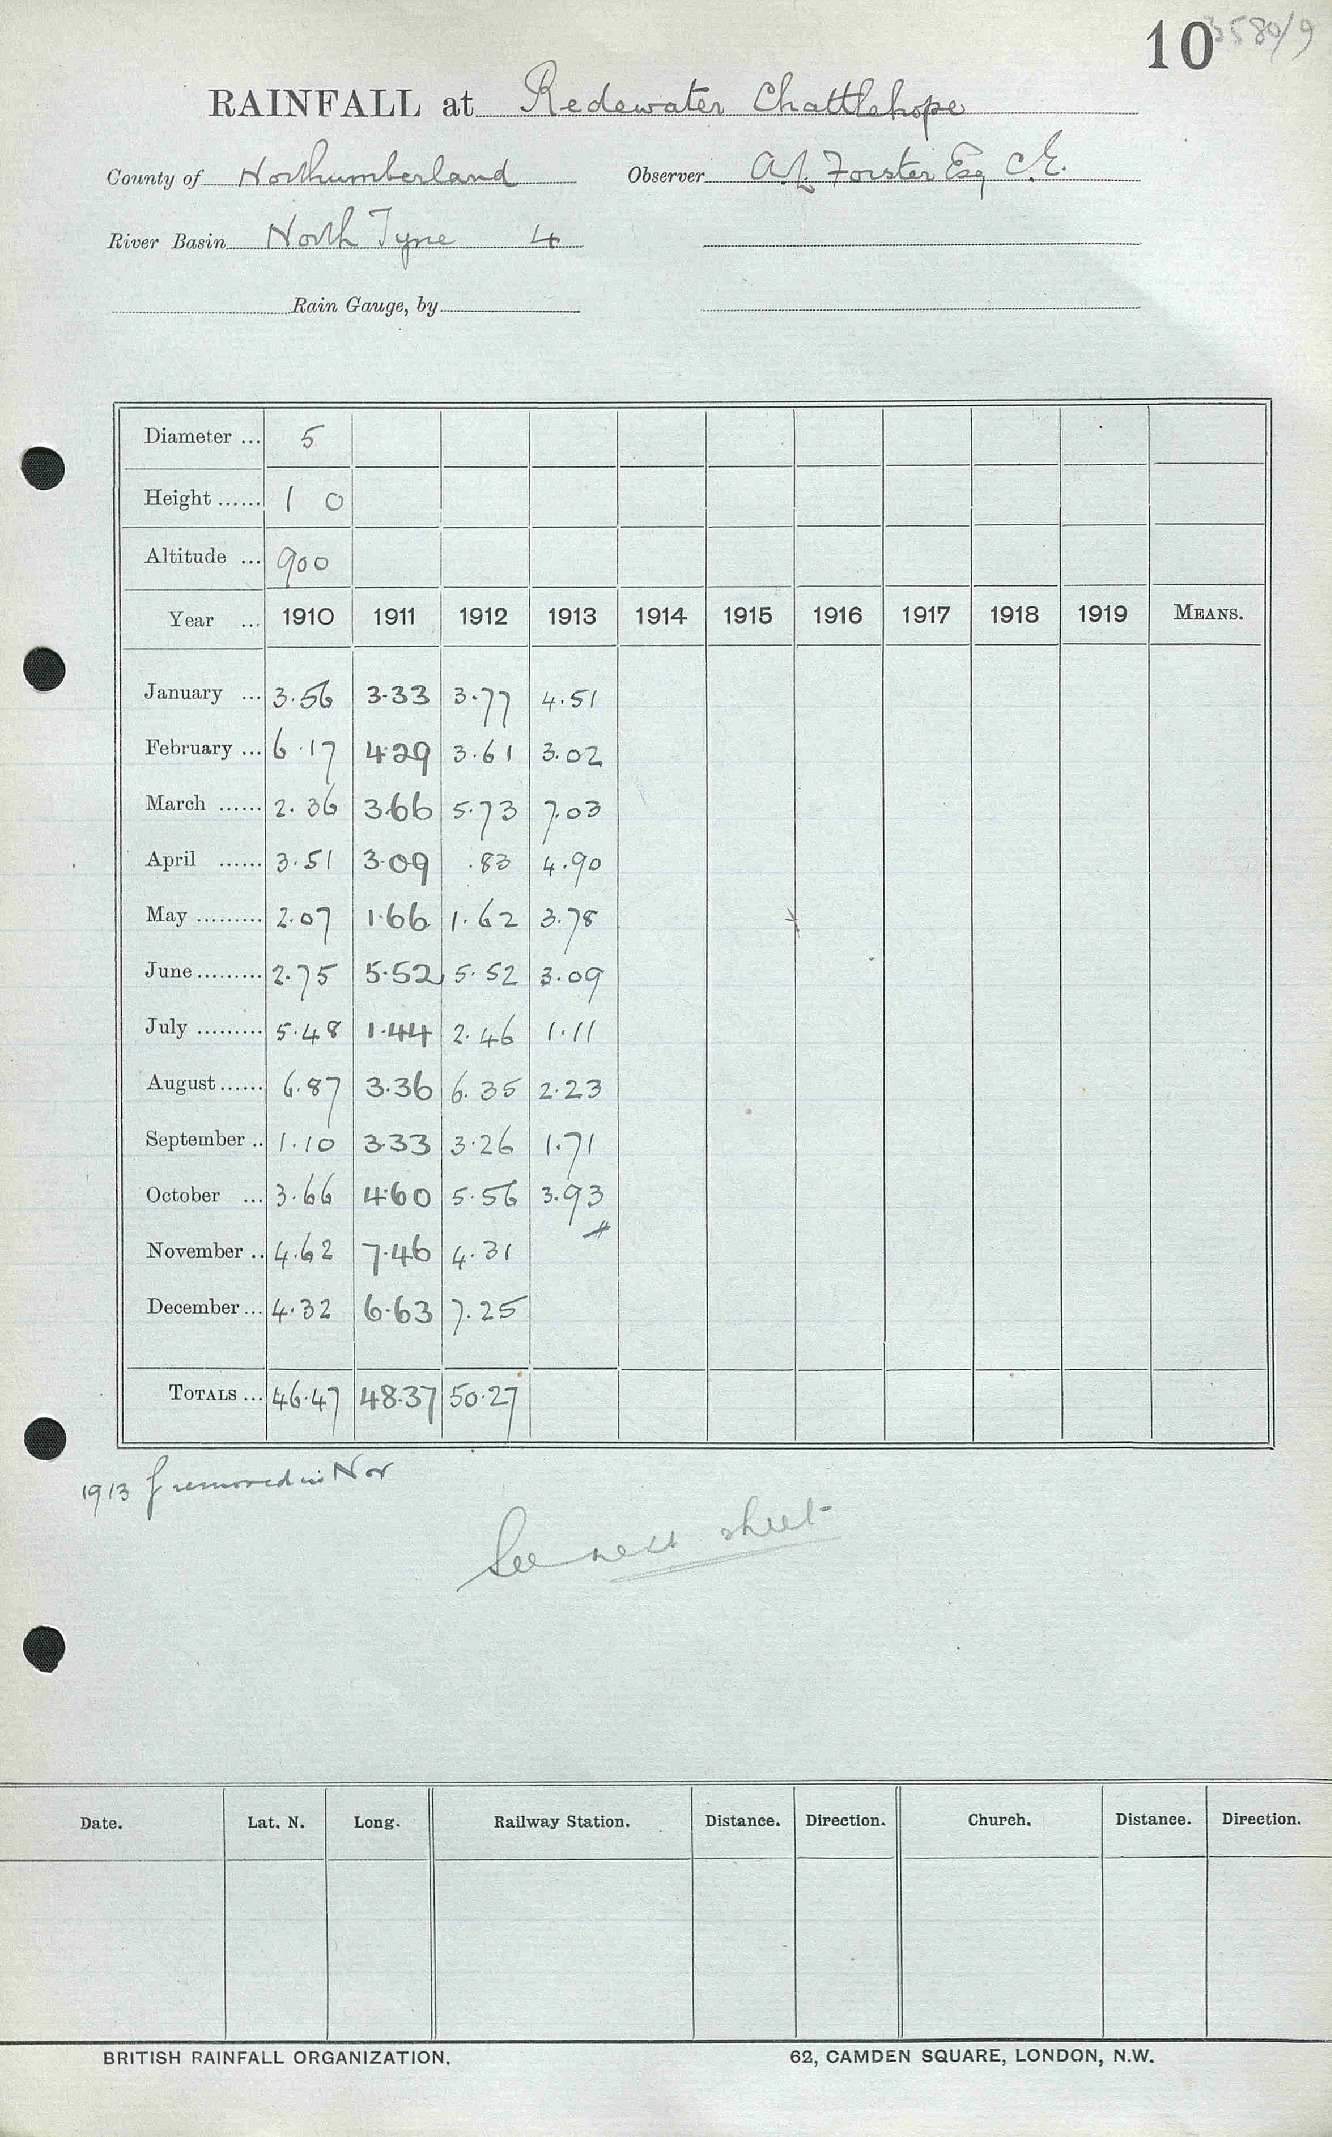 10 3580/9
RAINFALL at Redewater Chattlehope
County of Northumberland Observer A.L. Forster Esq C.E.
River Basin North Tyne 4
Rain Gauge, by
Diameter ... 5
Height ...... 1 0
Altitude ... 900
Year ... 1910 1911 1912 1913 1914 1915 1916 1917 1918 1919 MEANS.
January ... 3.56 3.33 3.77 4.51
February ... 6.17 4.29 3.61 3.02
March ...... 2.36 3.66 5.73 7.03
April ...... 3.51 3.09 .83 4.90
May ......... 2.07 1.66 1.62 3.78
June......... 2.75 5.52 5.52 3.09
July ......... 5.48 1.44 2.46 1.11
August...... 6.87 3.36 6.35 2.23
September .. 1.10 3.33 3.26 1.71
October ... 3.66 4.60 5.56 3.93
November .. 4.62 7.46 4.31
December... 4.32 6.63 7.25
TOTALS ... 46.47 48.37 50.27
1913 f removed in Nov
See next sheet
Date. Lat. N. Long. Railway Station. Distance. Direction. Church. Distance. Direction.
BRITISH RAINFALL ORGANIZATION. 62, CAMDEN SQUARE, LONDON, N.W.